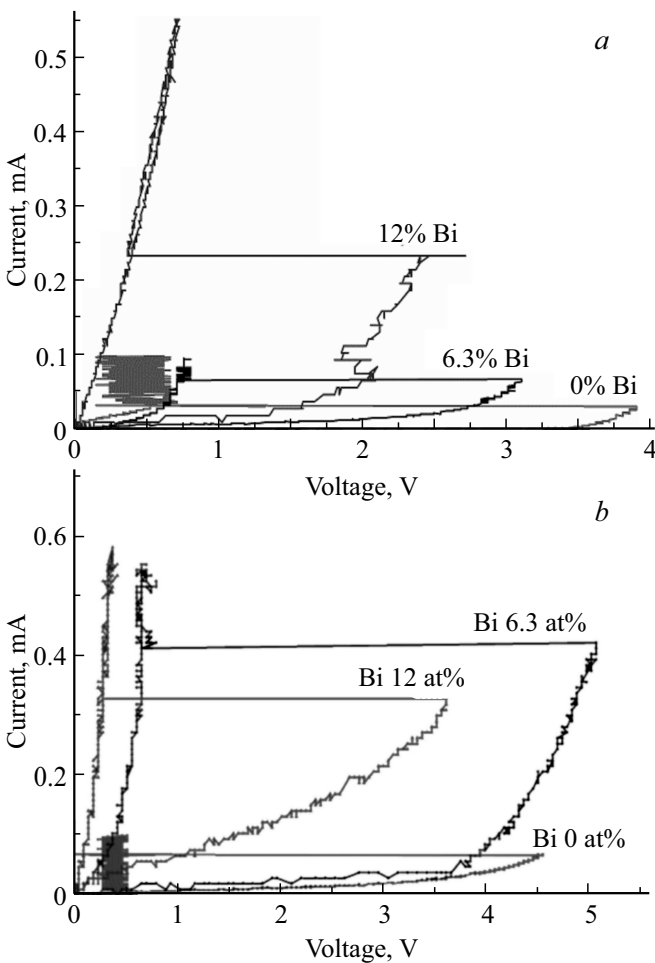 a
0.5
0.4
0.3
0.2
0.1
0
Current, mA
12% Bi
6.3% Bi
0% Bi
0 1 2 3 4
Voltage, V
b
0.6
0.4
0.2
0
Current, mA
Bi 6.3 at%
Bi 12 at%
Bi 0 at%
0 1 2 3 4 5
Voltage, V